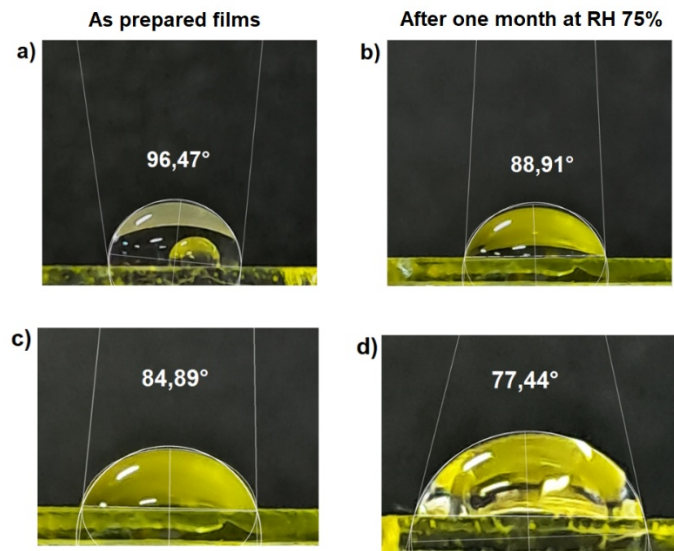 As prepared films
After one month at RH 75%
a)
96,47°
b)
88,91°
c)
84,89°
d)
77,44°